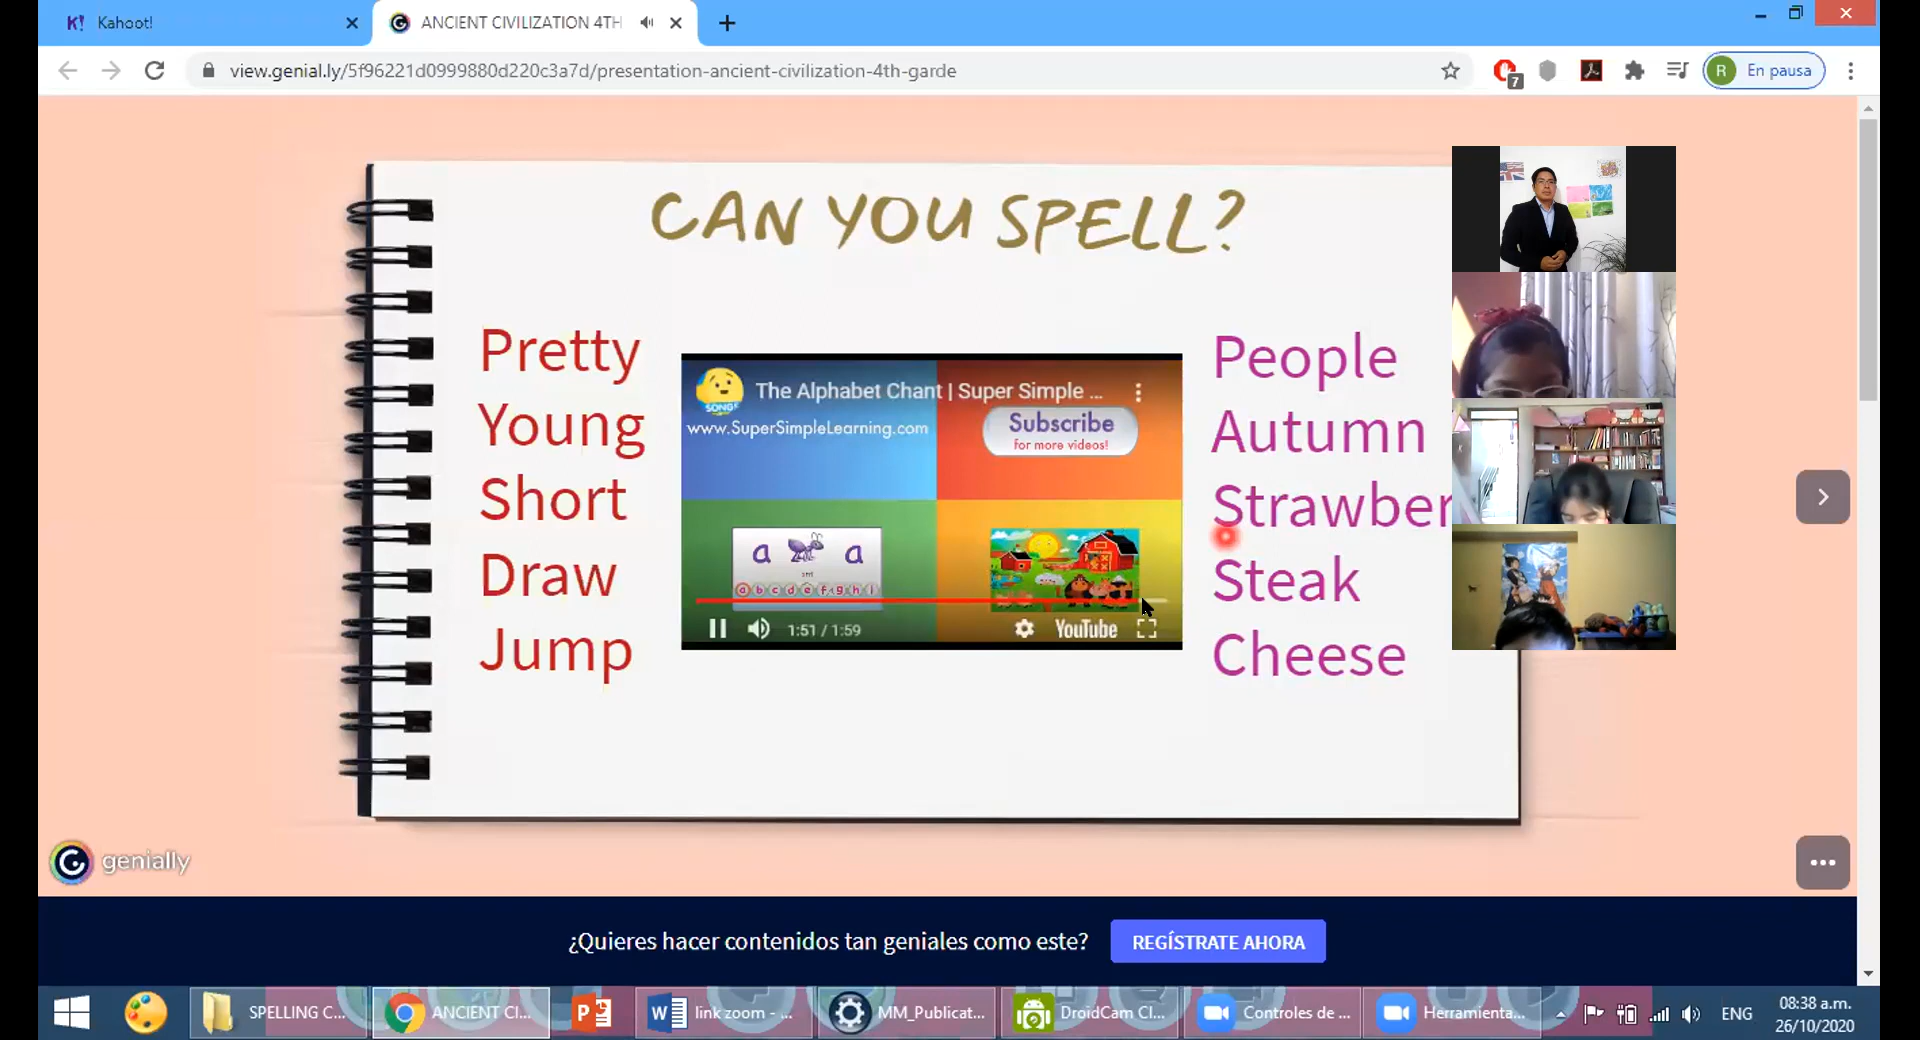 Kahoot!
ANCIENT CIVILIZATION 4TH
view.genial.ly/5f96221d0999880d220c3a7d/presentation-ancient-civilization-4th-garde
7
R En pausa
CAN YOU SPELL?
Pretty
Young
Short
Draw
Jump
The Alphabet Chant | Super Simple ...
SONGS
www.SuperSimpleLearning.com
Subscribe
for more videos!
a a
ant
a b c d e f g h i
1:51 / 1:59
YouTube
People
Autumn
Strawber
Steak
Cheese
genially
¿Quieres hacer contenidos tan geniales como este?
REGÍSTRATE AHORA
SPELLING C...
ANCIENT CI...
link zoom - ...
MM_Publicat...
DroidCam Cl...
Controles de ...
Herramienta...
ENG
08:38 a.m.
26/10/2020